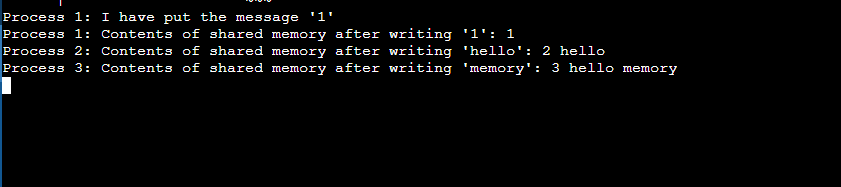 Process 1: I have put the message '1'
Process 1: Contents of shared memory after writing '1': 1
Process 2: Contents of shared memory after writing 'hello': 2 hello
Process 3: Contents of shared memory after writing 'memory': 3 hello memory